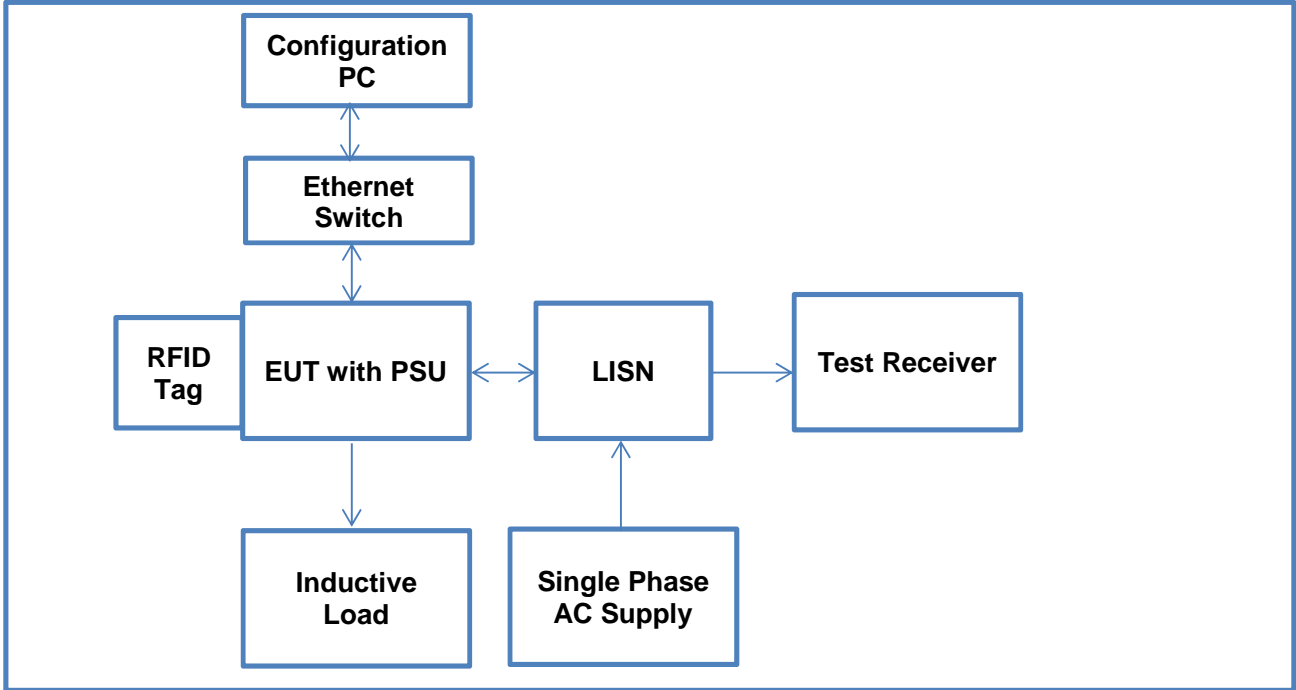 Configuration
PC
Ethernet
Switch
RFID
Tag
EUT with PSU
LISN
Test Receiver
Inductive
Load
Single Phase
AC Supply